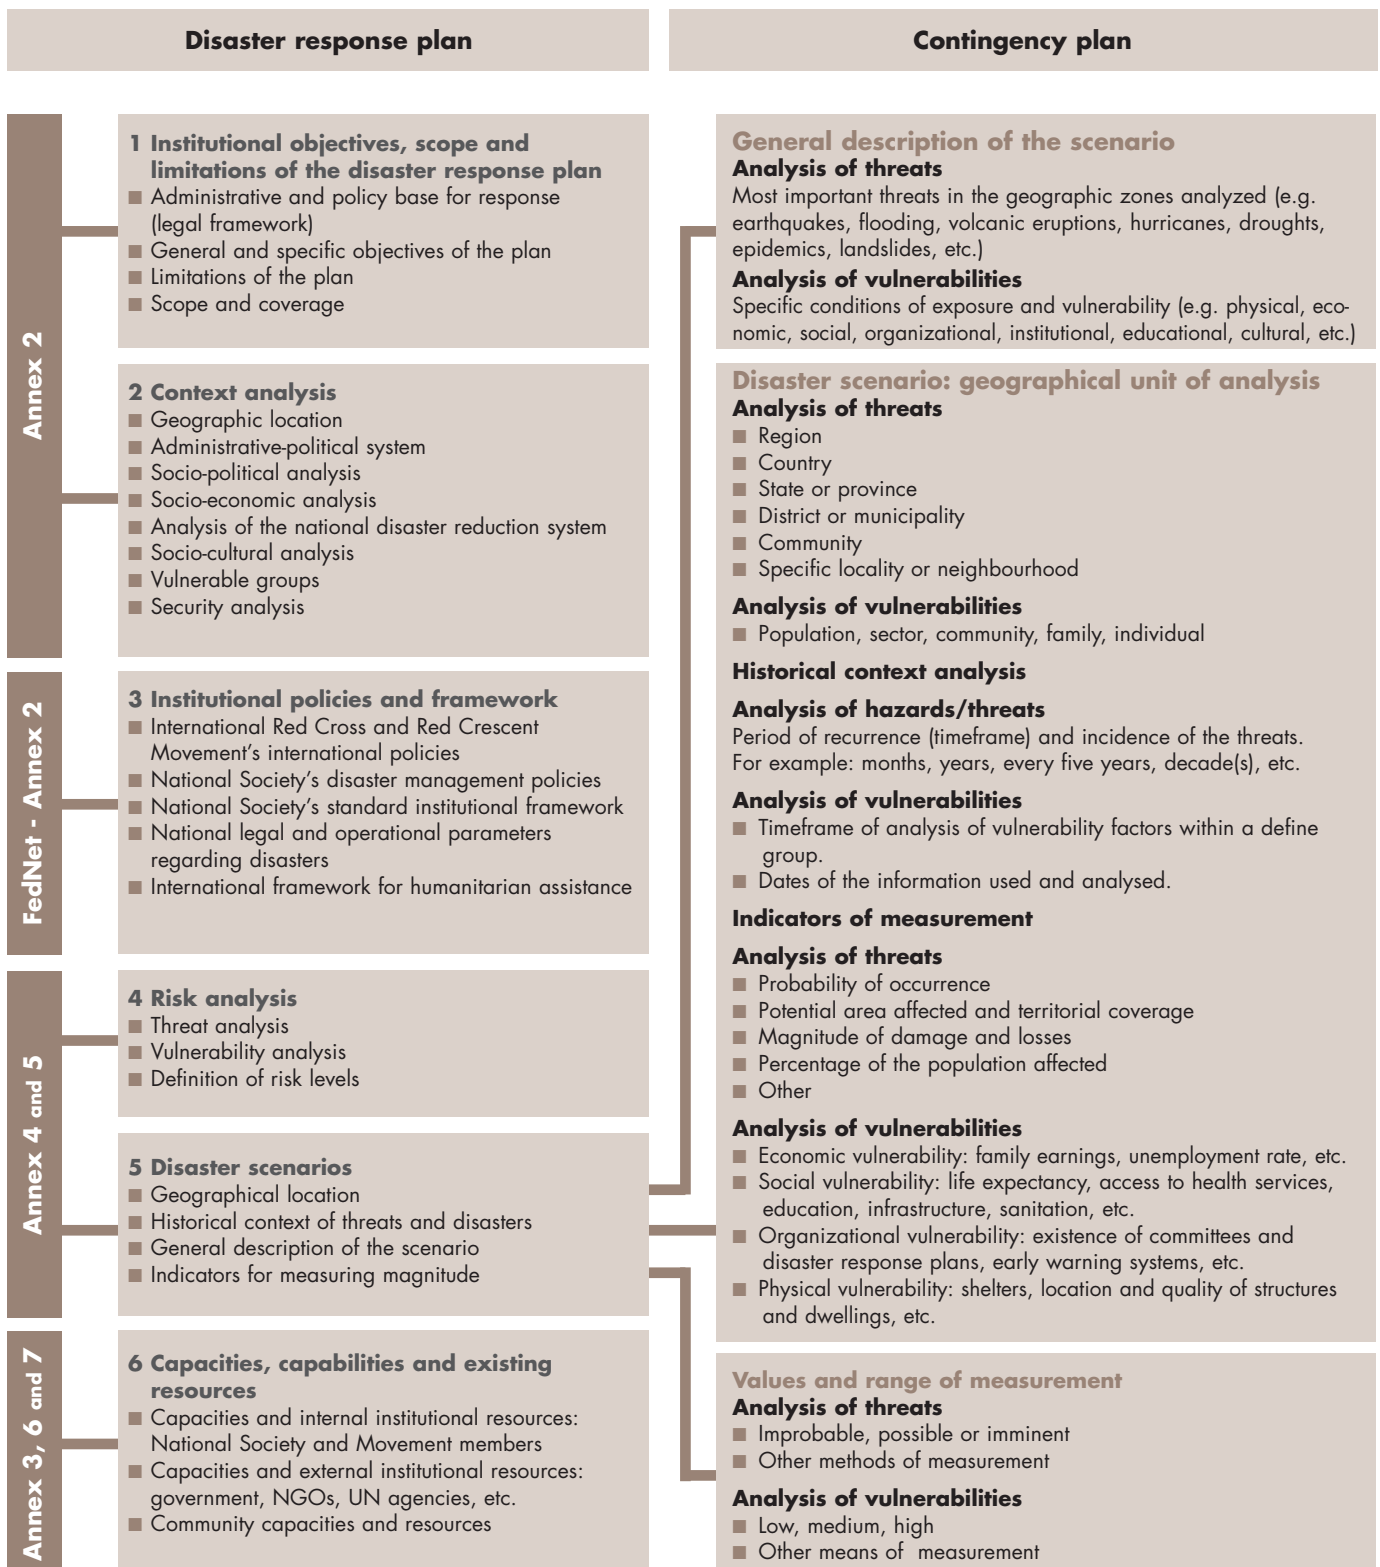 Disaster response plan
Contingency plan
Annex 2
1 Institutional objectives, scope and
limitations of the disaster response plan
■ Administrative and policy base for response
(legal framework)
■ General and specific objectives of the plan
■ Limitations of the plan
■ Scope and coverage
2 Context analysis
■ Geographic location
■ Administrative-political system
■ Socio-political analysis
■ Socio-economic analysis
■ Analysis of the national disaster reduction system
■ Socio-cultural analysis
■ Vulnerable groups
■ Security analysis
FedNet - Annex 2
3 Institutional policies and framework
■ International Red Cross and Red Crescent
Movement's international policies
■ National Society's disaster management policies
■ National Society's standard institutional framework
■ National legal and operational parameters
regarding disasters
■ International framework for humanitarian assistance
Annex 4 and 5
4 Risk analysis
■ Threat analysis
■ Vulnerability analysis
■ Definition of risk levels
5 Disaster scenarios
■ Geographical location
■ Historical context of threats and disasters
■ General description of the scenario
■ Indicators for measuring magnitude
Annex 3, 6 and 7
6 Capacities, capabilities and existing
resources
■ Capacities and internal institutional resources:
National Society and Movement members
■ Capacities and external institutional resources:
government, NGOs, UN agencies, etc.
■ Community capacities and resources
General description of the scenario
Analysis of threats
Most important threats in the geographic zones analyzed (e.g.
earthquakes, flooding, volcanic eruptions, hurricanes, droughts,
epidemics, landslides, etc.)
Analysis of vulnerabilities
Specific conditions of exposure and vulnerability (e.g. physical, eco-
nomic, social, organizational, institutional, educational, cultural, etc.)
Disaster scenario: geographical unit of analysis
Analysis of threats
■ Region
■ Country
■ State or province
■ District or municipality
■ Community
■ Specific locality or neighbourhood
Analysis of vulnerabilities
■ Population, sector, community, family, individual
Historical context analysis
Analysis of hazards/threats
Period of recurrence (timeframe) and incidence of the threats.
For example: months, years, every five years, decade(s), etc.
Analysis of vulnerabilities
■ Timeframe of analysis of vulnerability factors within a define
group.
■ Dates of the information used and analysed.
Indicators of measurement
Analysis of threats
■ Probability of occurrence
■ Potential area affected and territorial coverage
■ Magnitude of damage and losses
■ Percentage of the population affected
■ Other
Analysis of vulnerabilities
■ Economic vulnerability: family earnings, unemployment rate, etc.
■ Social vulnerability: life expectancy, access to health services,
education, infrastructure, sanitation, etc.
■ Organizational vulnerability: existence of committees and
disaster response plans, early warning systems, etc.
■ Physical vulnerability: shelters, location and quality of structures
and dwellings, etc.
Values and range of measurement
Analysis of threats
■ Improbable, possible or imminent
■ Other methods of measurement
Analysis of vulnerabilities
■ Low, medium, high
■ Other means of measurement